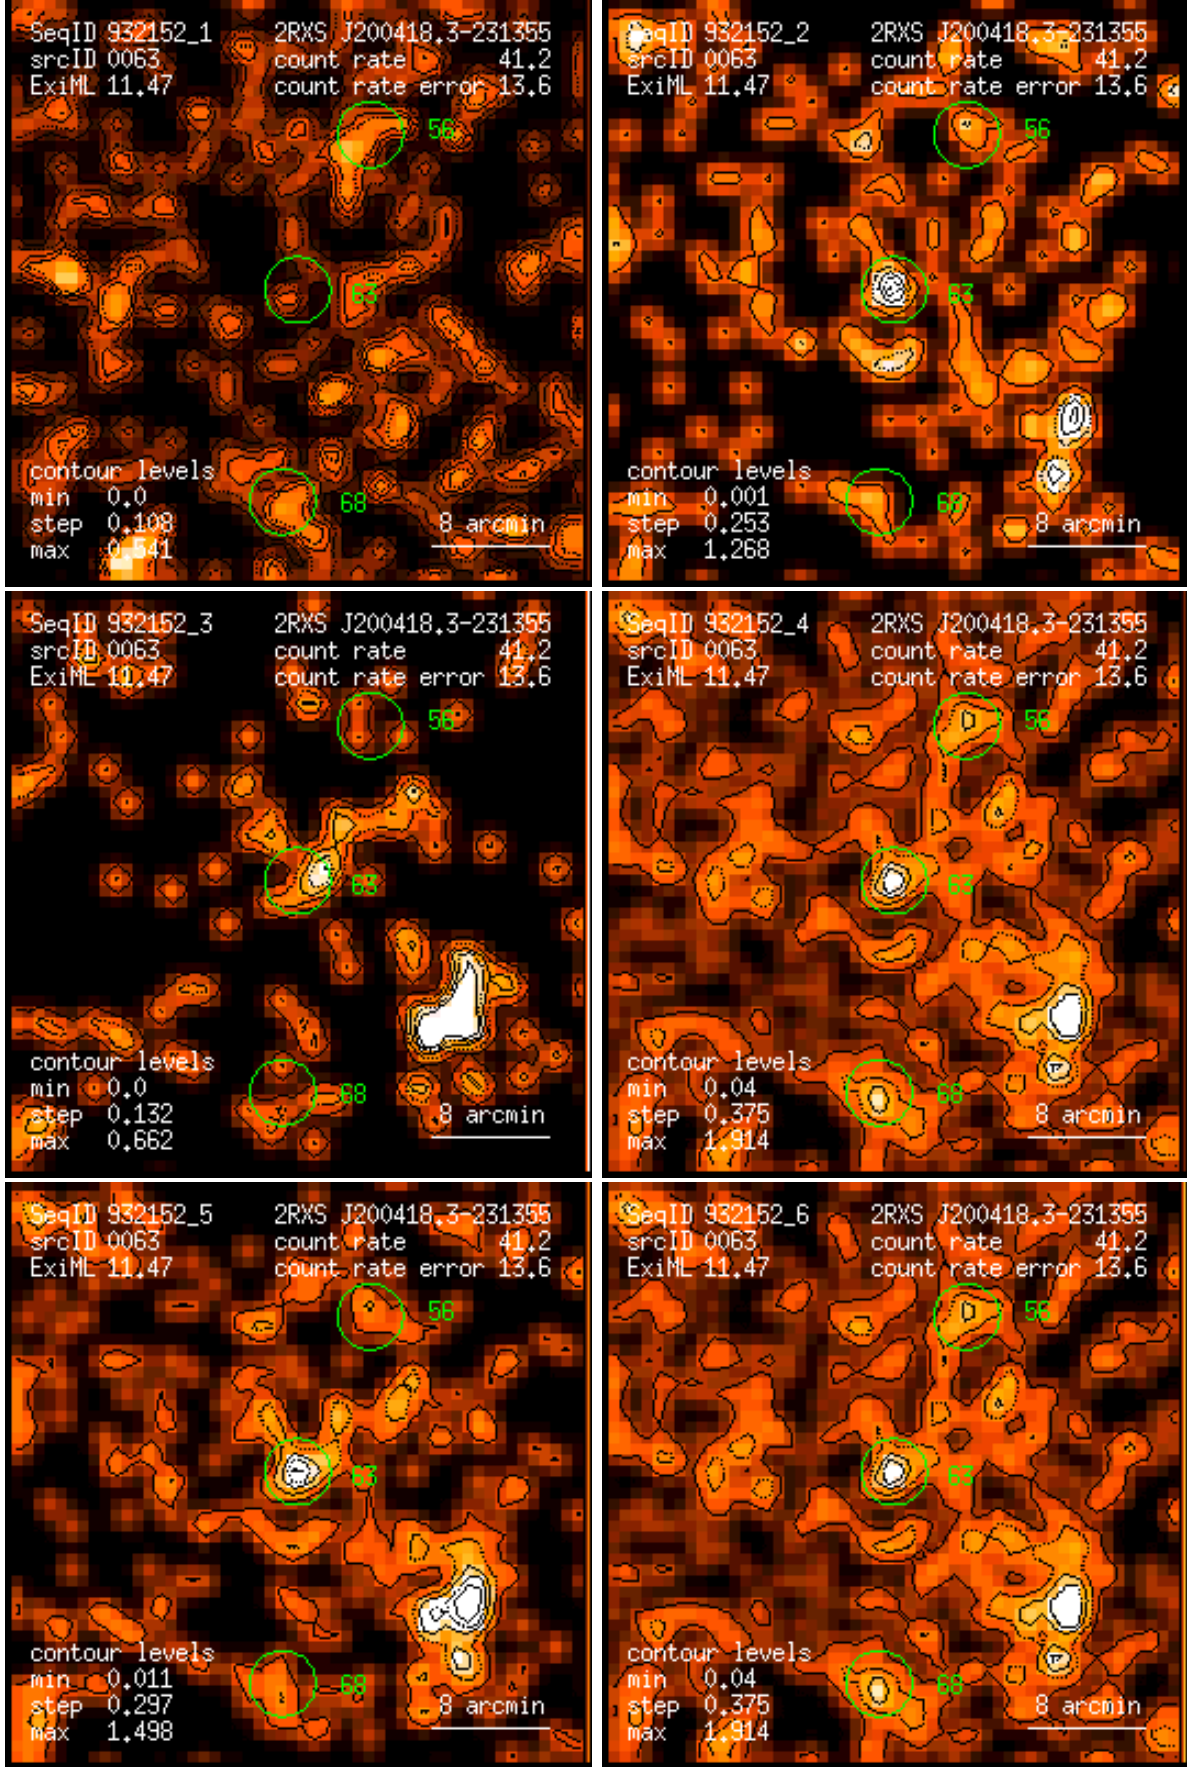 SeqID 932152_1 2RXS J200418.3-231355
srcID 0063 count rate 41.2
ExiML 11.47 count rate error 13.6
56
63
contour levels
min 0.0
68
step 0.108
8 arcmin
max 0.541
SeqID 932152_2 2RXS J200418.3-231355
srcID 0063 count rate 41.2
ExiML 11.47 count rate error 13.6
56
63
contour levels
min 0.001
68
step 0.253
8 arcmin
max 1.268
SeqID 932152_3 2RXS J200418.3-231355
srcID 0063 count rate 41.2
ExiML 11.47 count rate error 13.6
56
63
contour levels
min 0.0
68
step 0.132
8 arcmin
max 0.662
SeqID 932152_4 2RXS J200418.3-231355
srcID 0063 count rate 41.2
ExiML 11.47 count rate error 13.6
56
63
contour levels
min 0.04
68
step 0.375
8 arcmin
max 1.914
SeqID 932152_5 2RXS J200418.3-231355
srcID 0063 count rate 41.2
ExiML 11.47 count rate error 13.6
56
63
contour levels
min 0.011
68
step 0.297
8 arcmin
max 1.498
SeqID 932152_6 2RXS J200418.3-231355
srcID 0063 count rate 41.2
ExiML 11.47 count rate error 13.6
56
63
contour levels
min 0.04
68
step 0.375
8 arcmin
max 1.914